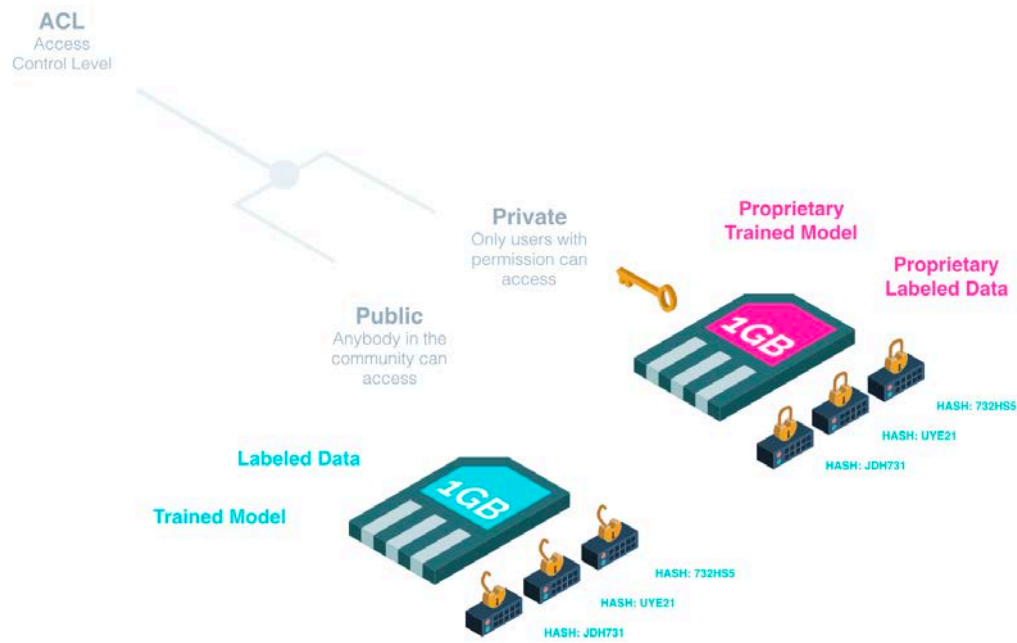 ACL
Access
Control Level
Private
Only users with
permission can
access
Proprietary
Trained Model
Proprietary
Labeled Data
1GB
Public
Anybody in the
community can
access
HASH: 732HS5
HASH: UYE21
HASH: JDH731
Labeled Data
Trained Model
1GB
HASH: 732HS5
HASH: UYE21
HASH: JDH731